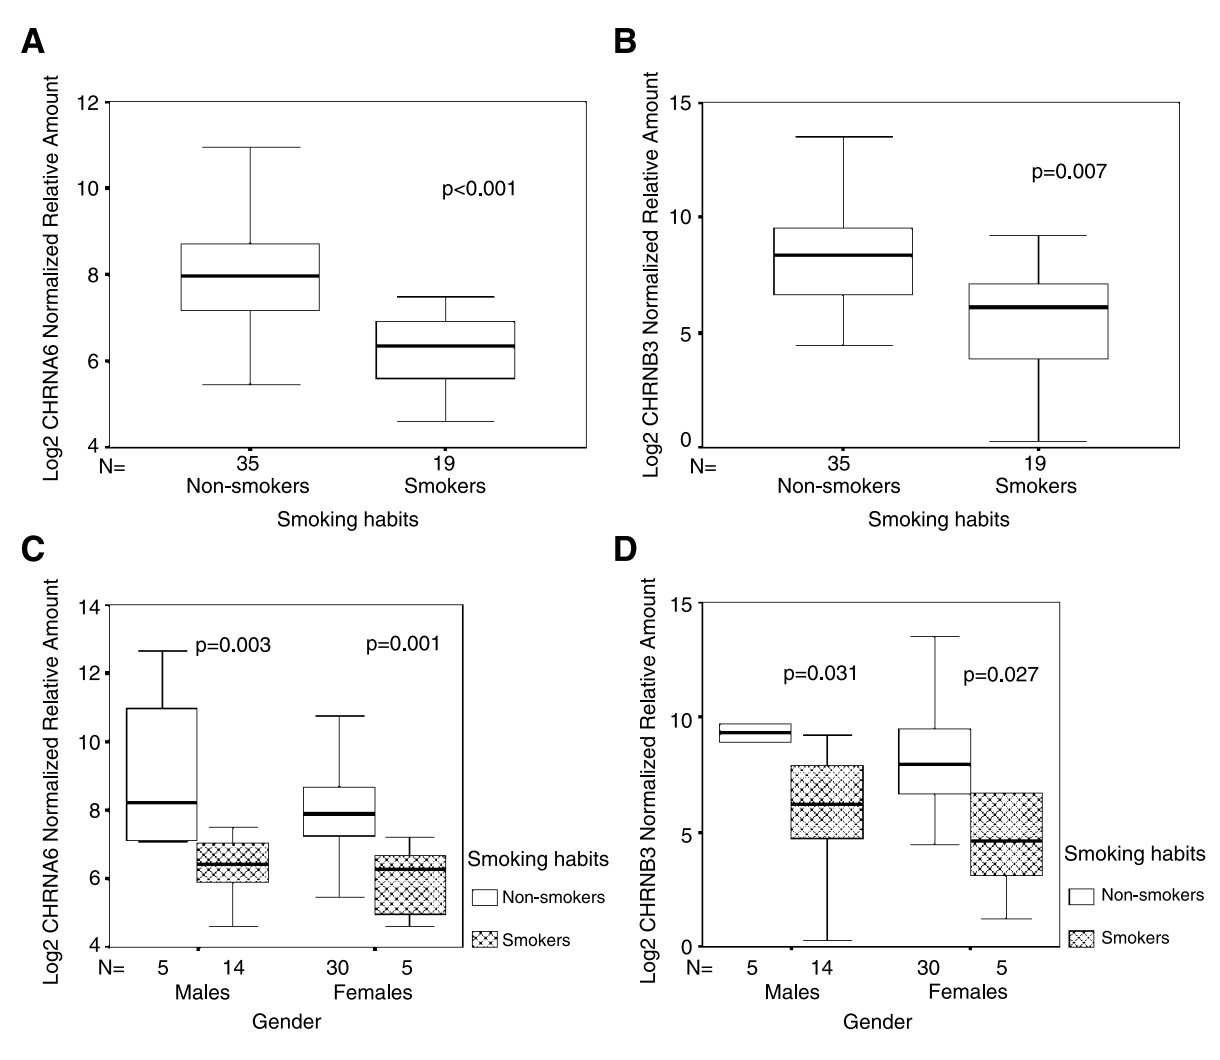 A
Log2 CHRNA6 Normalized Relative Amount
12
10
8
6
4
p<0.001
N=
35
19
Non-smokers
Smokers
Smoking habits
B
Log2 CHRNB3 Normalized Relative Amount
15
10
5
0
p=0.007
N=
35
19
Non-smokers
Smokers
Smoking habits
C
Log2 CHRNA6 Normalized Relative Amount
14
12
10
8
6
4
p=0.003
p=0.001
N=
5
14
30
5
Males
Females
Gender
Smoking habits
Non-smokers
Smokers
D
Log2 CHRNB3 Normalized Relative Amount
15
10
5
0
p=0.031
p=0.027
N=
5
14
30
5
Males
Females
Gender
Smoking habits
Non-smokers
Smokers